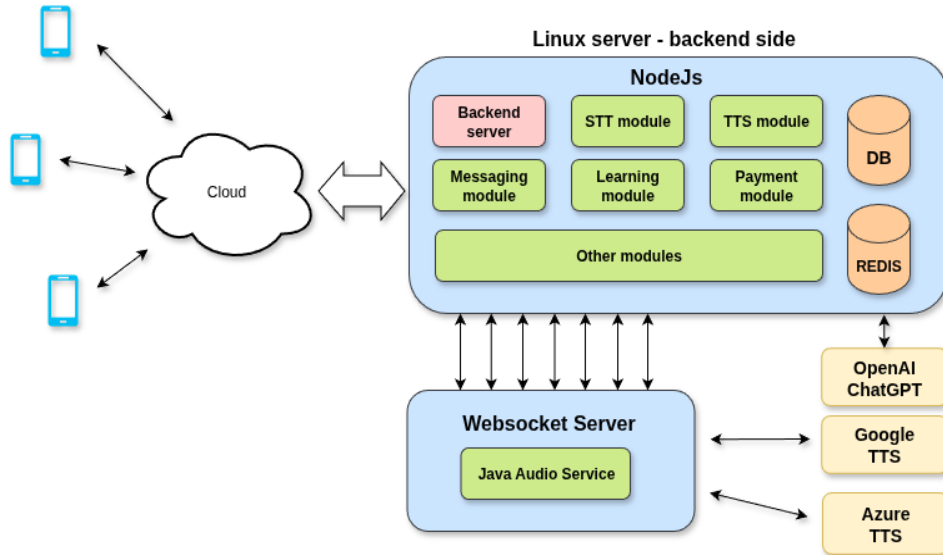 Linux server - backend side
NodeJs
Backend
server
STT module
TTS module
DB
Messaging
module
Learning
module
Payment
module
Cloud
Other modules
REDIS
OpenAI
ChatGPT
Websocket Server
Google
TTS
Java Audio Service
Azure
TTS